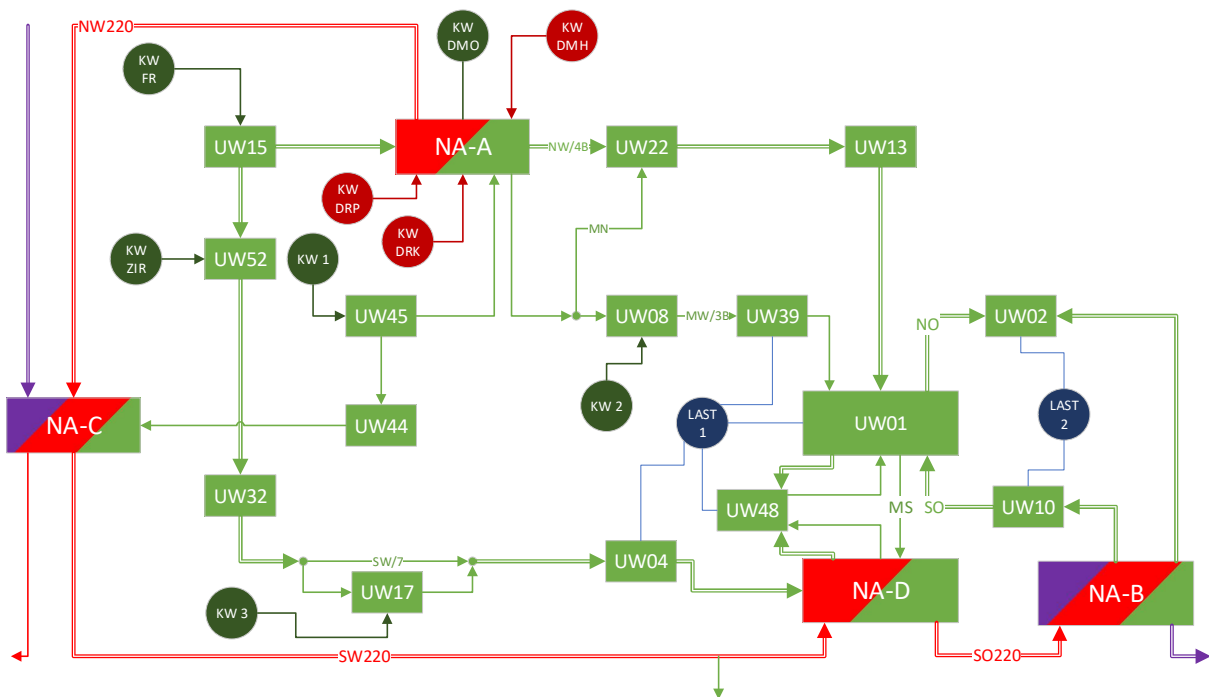 NW220
KW
DMO
KW
DMH
KW
FR
UW15
NA-A
NW/4B
UW22
UW13
KW
DRP
KW
DRK
MN
KW
ZIR
UW52
KW 1
UW45
UW08
MW/3B
UW39
NO
UW02
KW 2
NA-C
UW44
LAST
1
UW01
LAST
2
UW32
UW48
MS
SO
UW10
SW/7
UW04
UW17
KW 3
NA-D
NA-B
SW220
SO220